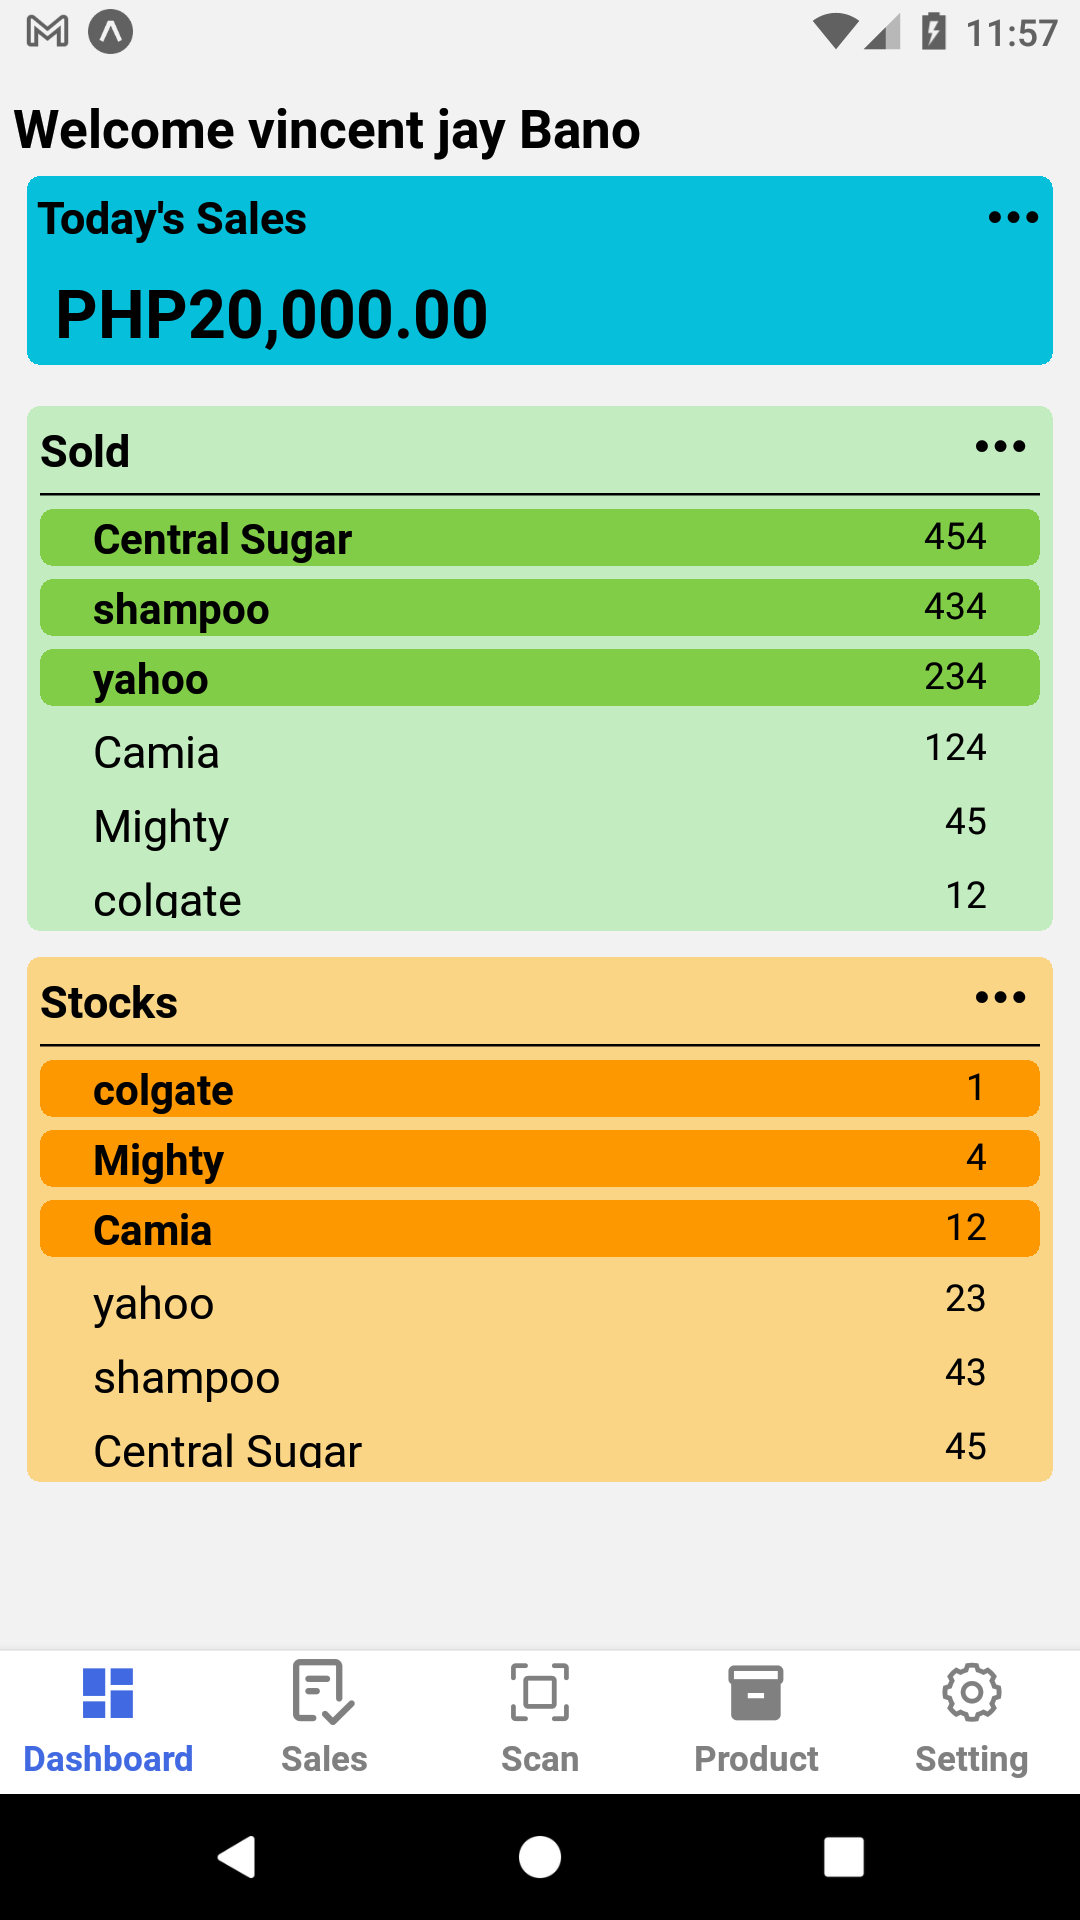 11:57
Welcome vincent jay Bano
Today's Sales
PHP20,000.00
Sold
Central Sugar 454
shampoo 434
yahoo 234
Camia 124
Mighty 45
colgate 12
Stocks
colgate 1
Mighty 4
Camia 12
yahoo 23
shampoo 43
Central Sugar 45
Dashboard Sales Scan Product Setting